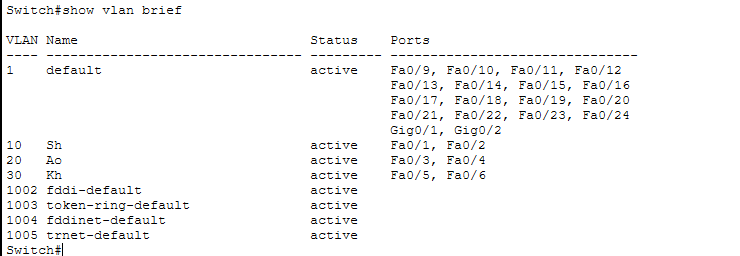 Switch#show vlan brief
VLAN Name                             Status    Ports
---- -------------------------------- --------- -------------------------------
1    default                          active    Fa0/9, Fa0/10, Fa0/11, Fa0/12
                                                Fa0/13, Fa0/14, Fa0/15, Fa0/16
                                                Fa0/17, Fa0/18, Fa0/19, Fa0/20
                                                Fa0/21, Fa0/22, Fa0/23, Fa0/24
                                                Gig0/1, Gig0/2
10   Sh                               active    Fa0/1, Fa0/2
20   Ao                               active    Fa0/3, Fa0/4
30   Kh                               active    Fa0/5, Fa0/6
1002 fddi-default                     active
1003 token-ring-default               active
1004 fddinet-default                  active
1005 trnet-default                    active
Switch#